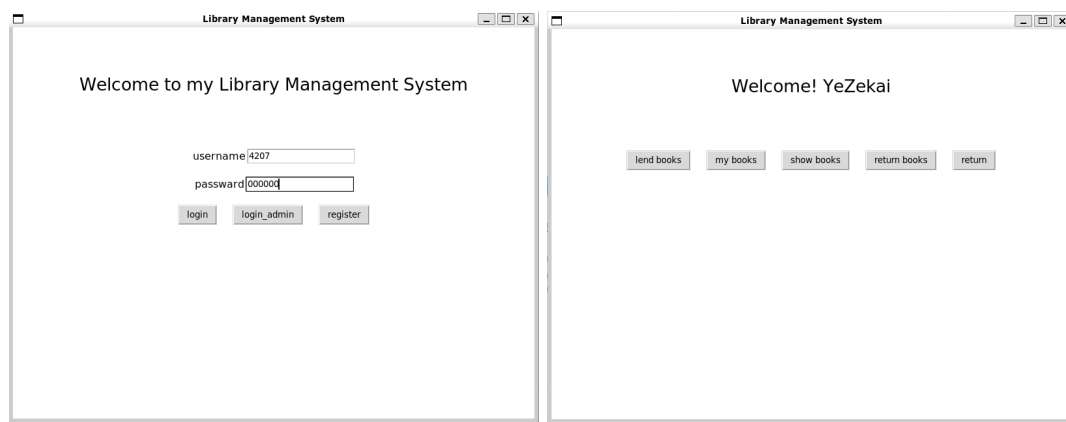 Library Management System
Welcome to my Library Management System
username 4207
passward 000000
login login_admin register
Library Management System
Welcome! YeZekai
lend books my books show books return books return